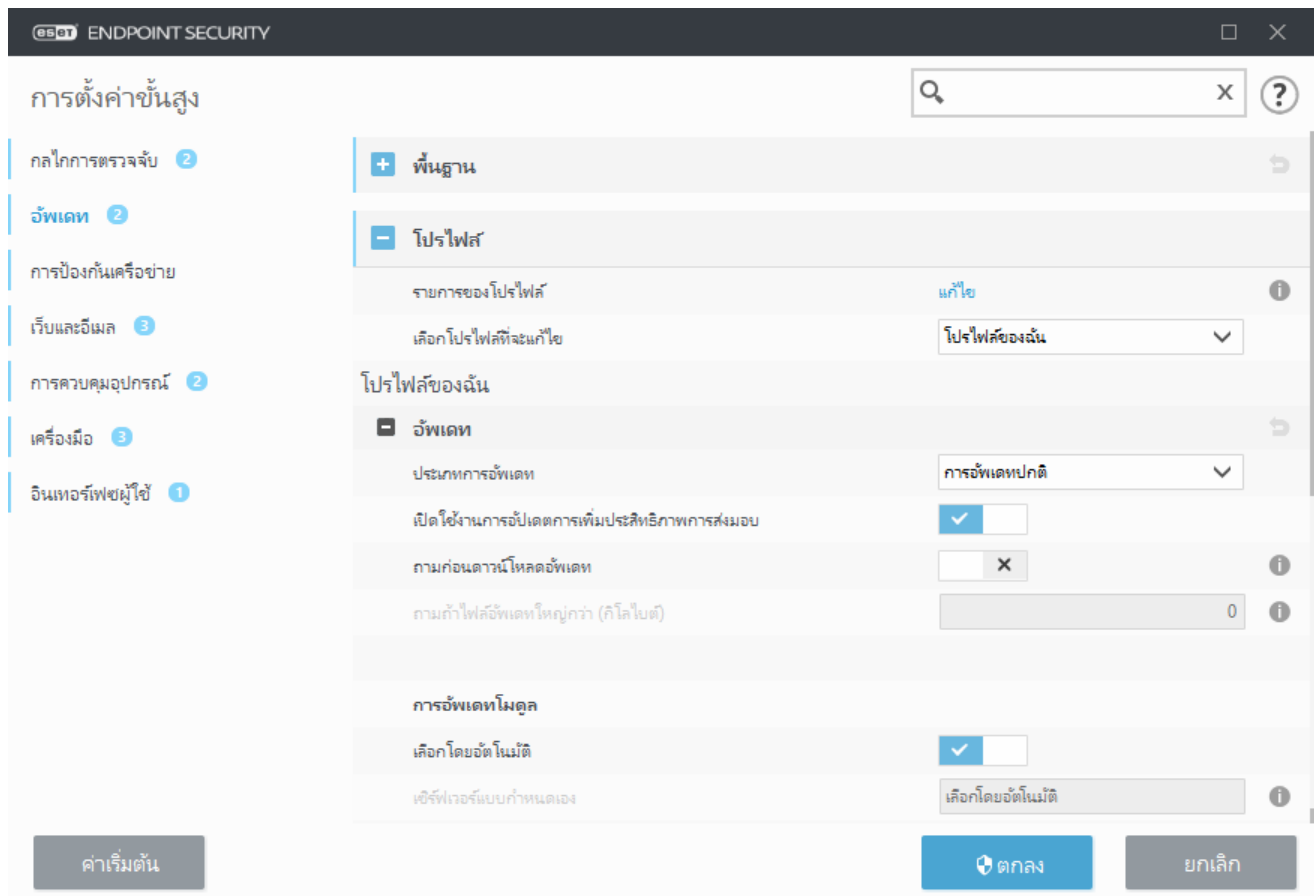 eset ENDPOINT SECURITY
การตั้งค่าขั้นสูง
กลไกการตรวจจับ 2
อัพเดท 2
การป้องกันเครือข่าย
เว็บและอีเมล 3
การควบคุมอุปกรณ์ 2
เครื่องมือ 3
อินเทอร์เฟซผู้ใช้ 1
พื้นฐาน
โปรไฟล์
รายการของโปรไฟล์ แก้ไข
เลือกโปรไฟล์ที่จะแก้ไข โปรไฟล์ของฉัน
โปรไฟล์ของฉัน
อัพเดท
ประเภทการอัพเดท การอัพเดทปกติ
เปิดใช้งานการอัปเดตการเพิ่มประสิทธิภาพการส่งมอบ
ถามก่อนดาวน์โหลดอัพเดท
ถามถ้าไฟล์อัพเดทใหญ่กว่า (กิโลไบต์) 0
การอัพเดทโมดูล
เลือกโดยอัตโนมัติ
เซิร์ฟเวอร์แบบกำหนดเอง เลือกโดยอัตโนมัติ
ค่าเริ่มต้น ตกลง ยกเลิก